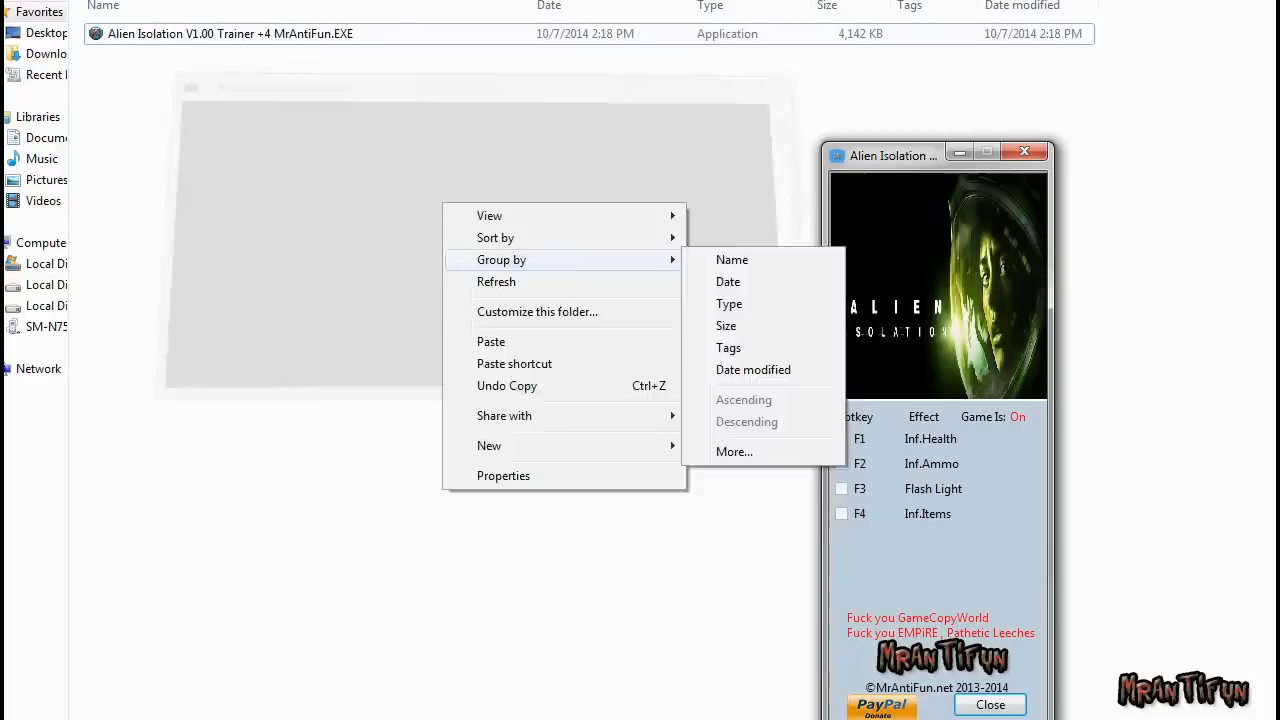 Name Date Type Size Tags Date modified
Alien Isolation V1.00 Trainer +4 MrAntiFun.EXE 10/7/2014 2:18 PM Application 4,142 KB 10/7/2014 2:18 PM
Favorites
Desktop
Downlo
Recent
Libraries
Docume
Music
Pictures
Videos
Compute
Local Di
Local Di
Local Di
SM-N75
Network
View
Sort by
Group by
Refresh
Customize this folder...
Paste
Paste shortcut
Undo Copy Ctrl+Z
Share with
New
Properties
Name
Date
Type
Size
Tags
Date modified
Ascending
Descending
More...
Alien Isolation ...
ALIEN
ISOLATION
otkey Effect Game Is: On
F1 Inf.Health
F2 Inf.Ammo
F3 Flash Light
F4 Inf.Items
Fuck you GameCopyWorld
Fuck you EMPiRE , Pathetic Leeches
MrAnTiFun
©MrAntiFun.net 2013-2014
PayPal
Donate
Close
MrAnTiFun